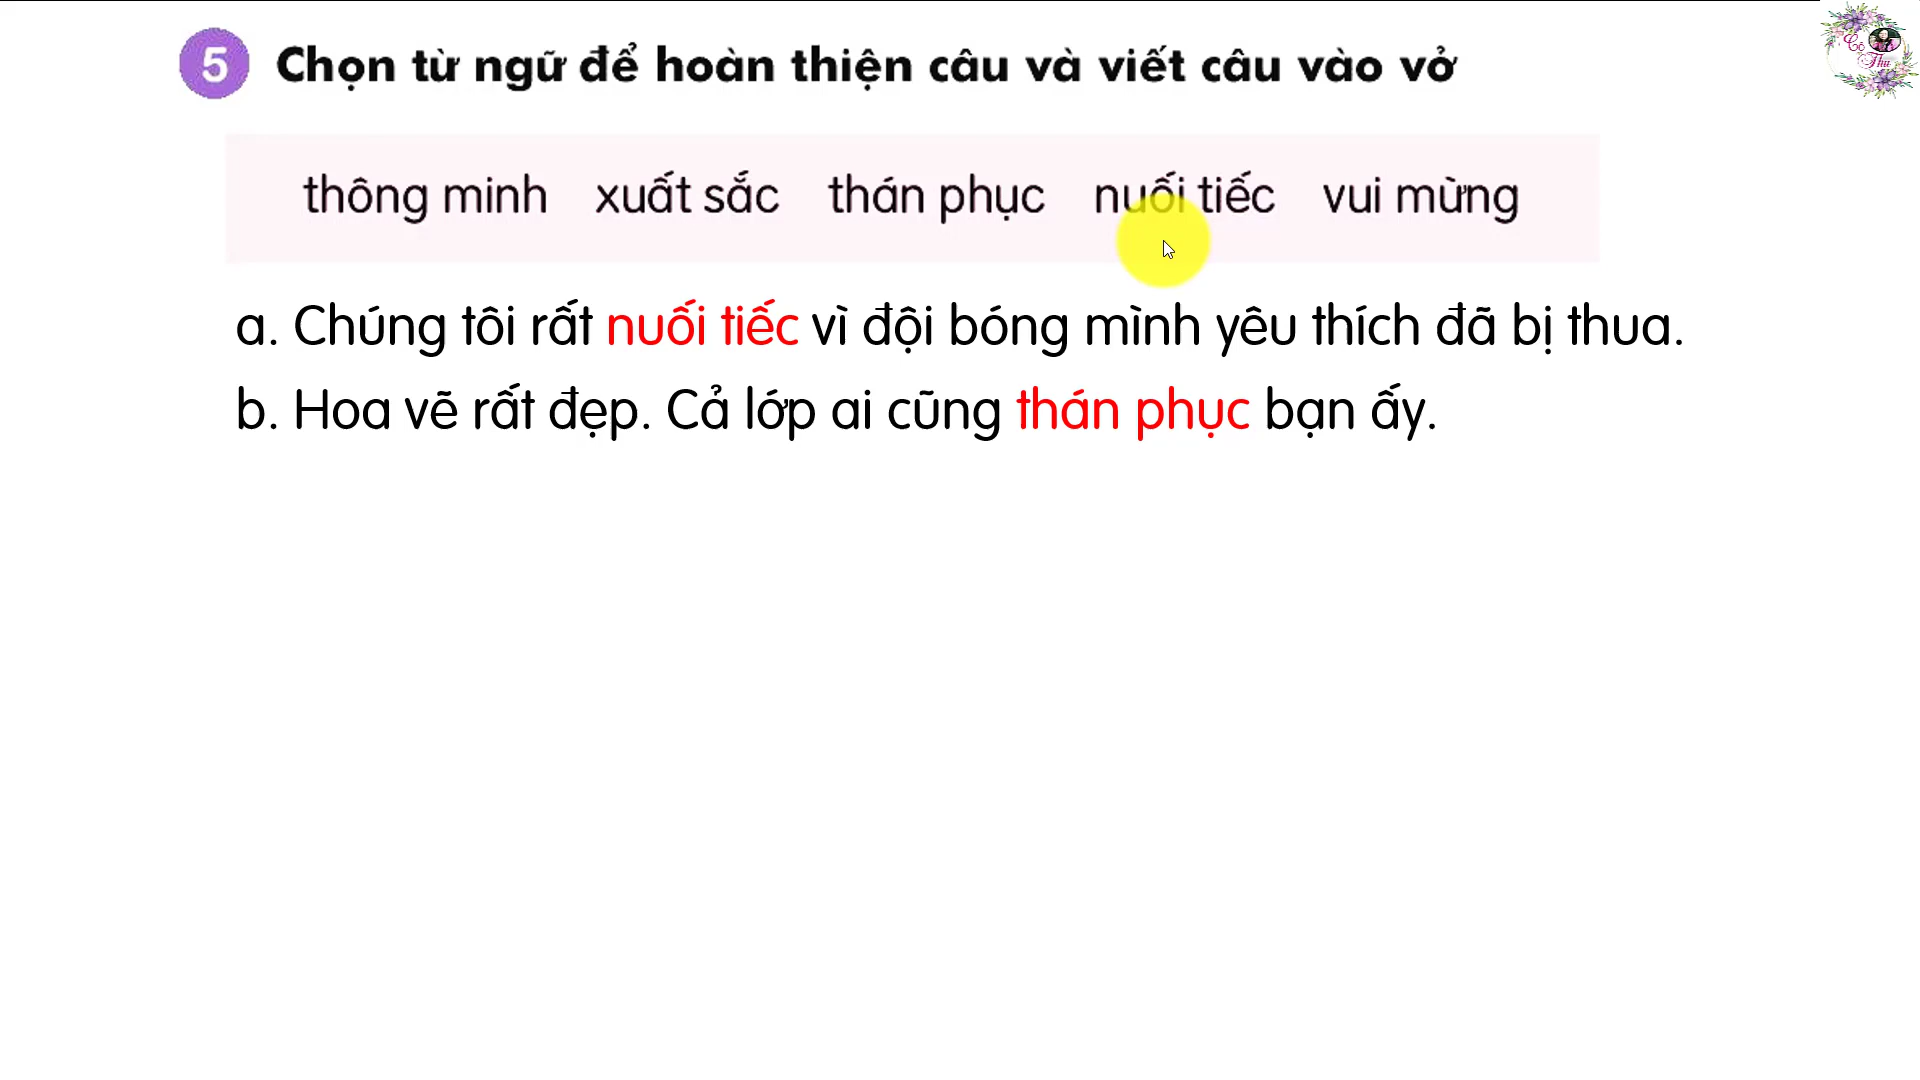 5 Chọn từ ngữ để hoàn thiện câu và viết câu vào vở
thông minh xuất sắc thán phục nuối tiếc vui mừng
a. Chúng tôi rất nuối tiếc vì đội bóng mình yêu thích đã bị thua.
b. Hoa vẽ rất đẹp. Cả lớp ai cũng thán phục bạn ấy.
Cô
Thu